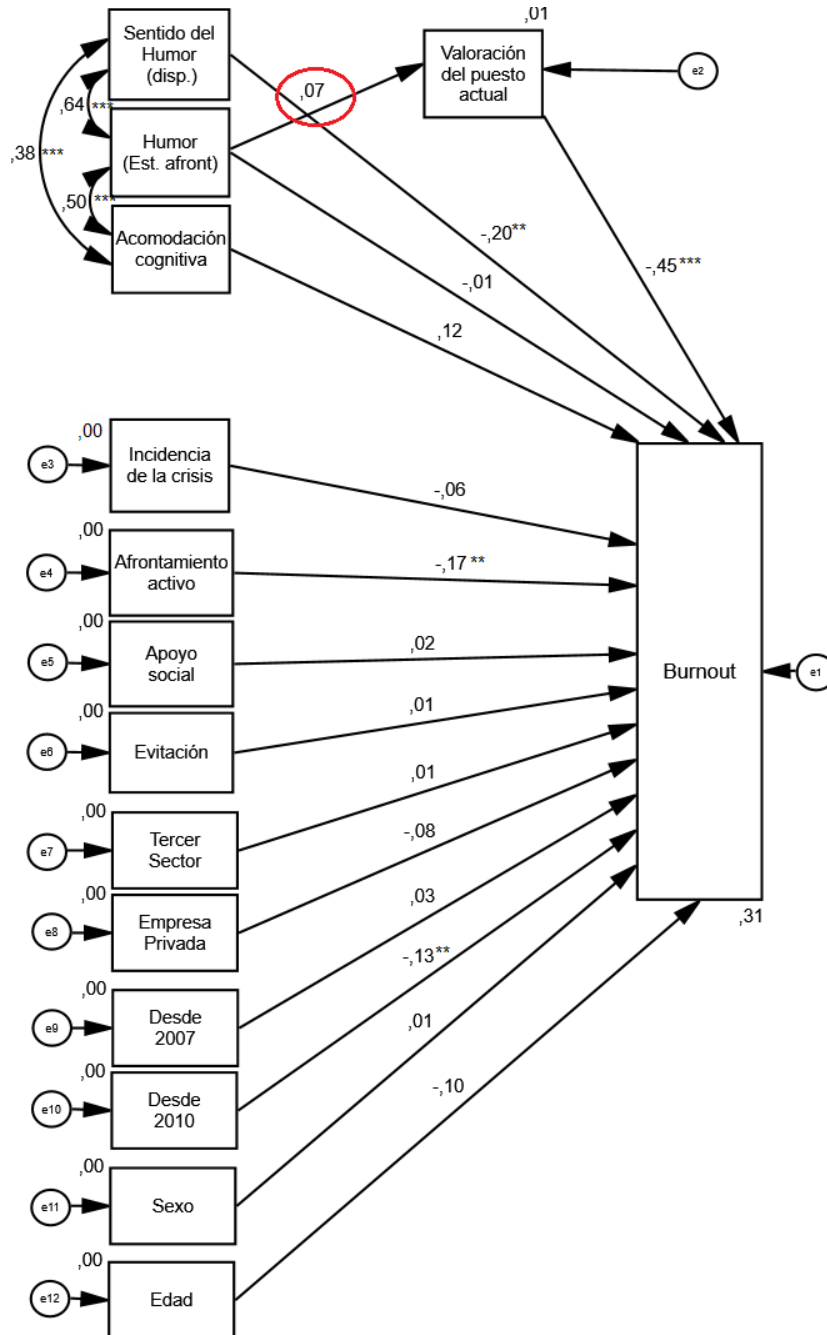 ,01
Sentido del
Humor
(disp.)
Valoración
del puesto
actual
e2
,07
,64 ***
,38 ***
Humor
(Est. afront)
,50 ***
Acomodación
cognitiva
-,20**
-,01
-,45***
,12
,00
e3
Incidencia
de la crisis
-,06
,00
e4
Afrontamiento
activo
-,17 **
,00
e5
Apoyo
social
,02
Burnout
e1
,00
e6
Evitación
,01
,00
e7
Tercer
Sector
,01
,00
e8
Empresa
Privada
-,08
,31
,00
e9
Desde
2007
,03
,00
e10
Desde
2010
-,13**
,00
e11
Sexo
,01
,00
e12
Edad
-,10